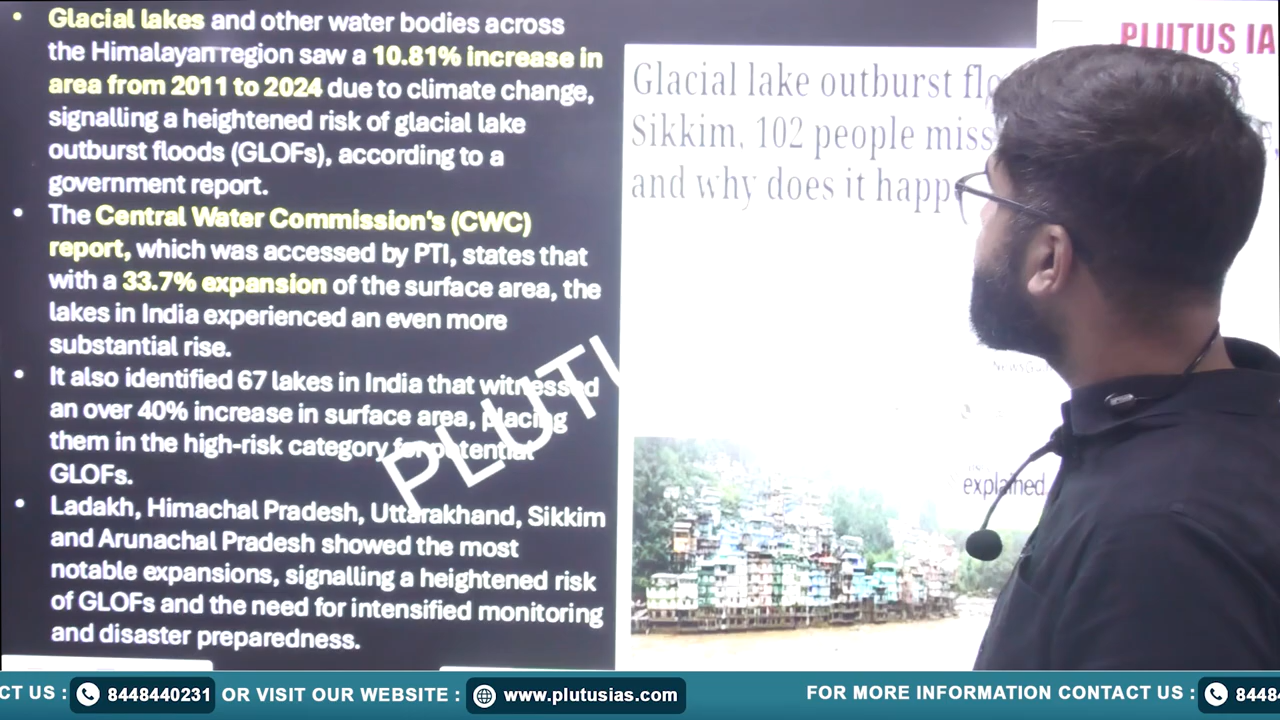 • Glacial lakes and other water bodies across
the Himalayan region saw a 10.81% increase in
area from 2011 to 2024 due to climate change,
signalling a heightened risk of glacial lake
outburst floods (GLOFs), according to a
government report.
• The Central Water Commission's (CWC)
report, which was accessed by PTI, states that
with a 33.7% expansion of the surface area, the
lakes in India experienced an even more
substantial rise.
• It also identified 67 lakes in India that witnessed
an over 40% increase in surface area, placing
them in the high-risk category for potential
GLOFs.
• Ladakh, Himachal Pradesh, Uttarakhand, Sikkim
and Arunachal Pradesh showed the most
notable expansions, signalling a heightened risk
of GLOFs and the need for intensified monitoring
and disaster preparedness.
PLUTU
PLUTUS IA
Glacial lake outburst flo
Sikkim, 102 people miss
and why does it happe
explained
CT US : 8448440231 OR VISIT OUR WEBSITE : www.plutusias.com FOR MORE INFORMATION CONTACT US : 8448